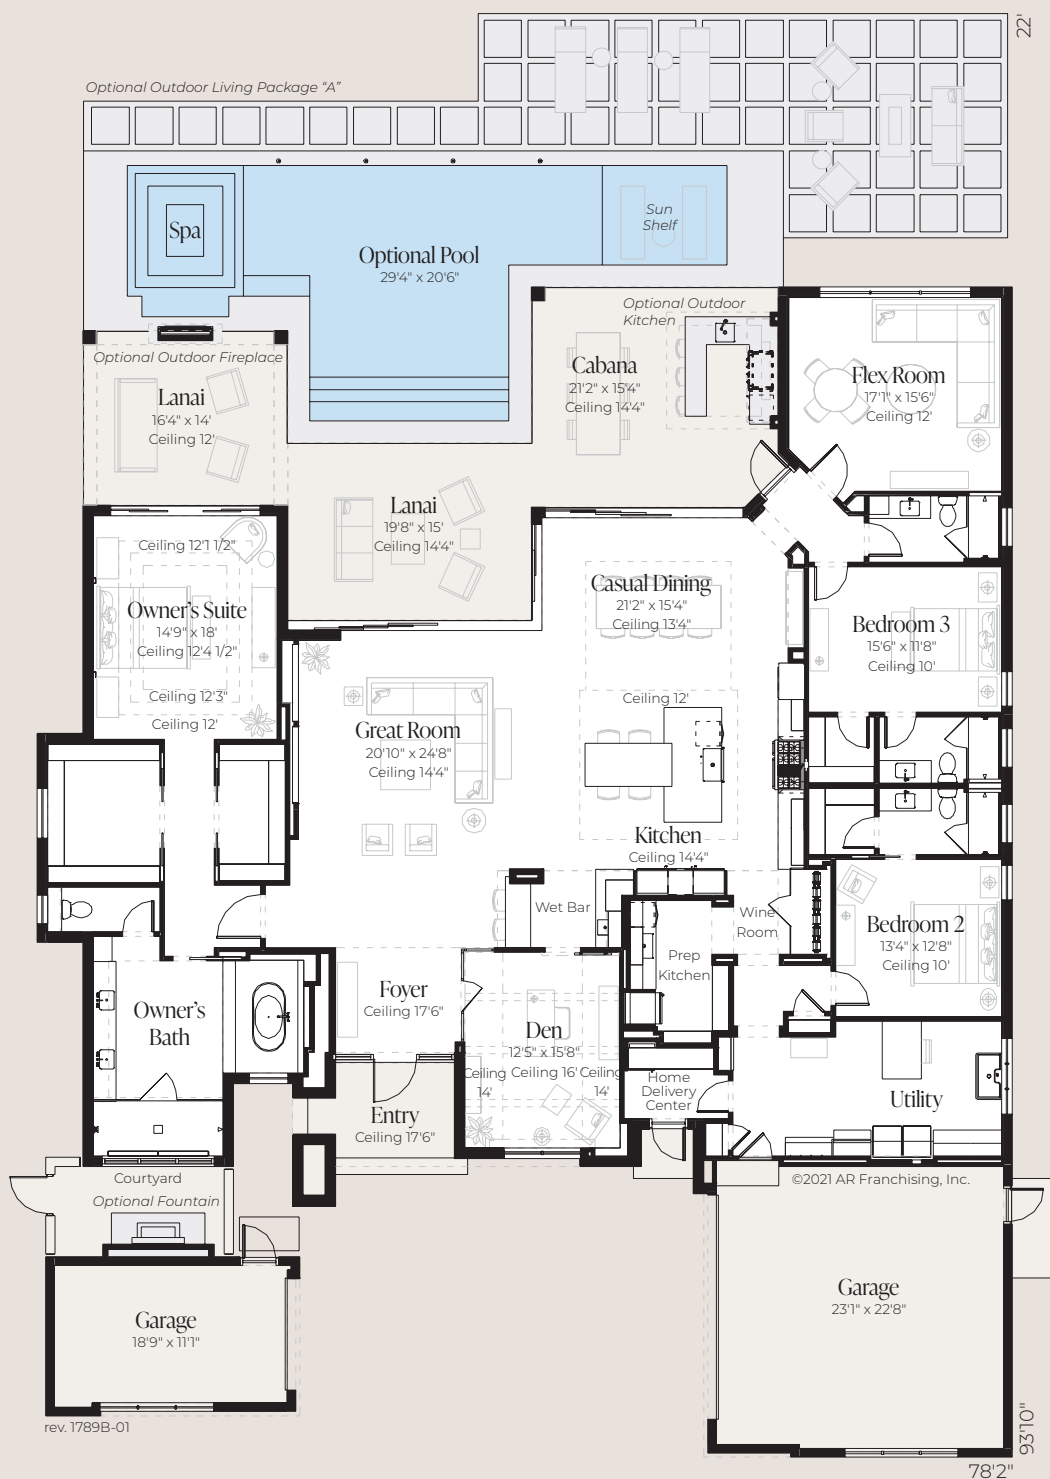 22'
Optional Outdoor Living Package "A"
Spa
Sun
Shelf
Optional Pool
29'4" x 20'6"
Optional Outdoor
Kitchen
Optional Outdoor Fireplace
Cabana
21'2" x 15'4"
Ceiling 14'4"
Flex Room
17'1" x 15'6"
Ceiling 12'
Lanai
16'4" x 14'
Ceiling 12'
Lanai
19'8" x 15'
Ceiling 14'4"
Ceiling 12'1 1/2"
Owner's Suite
14'9" x 18'
Ceiling 12'4 1/2"
Ceiling 12'3"
Ceiling 12'
Casual Dining
21'2" x 15'4"
Ceiling 13'4"
Bedroom 3
15'6" x 11'8"
Ceiling 10'
Ceiling 12'
Great Room
20'10" x 24'8"
Ceiling 14'4"
Kitchen
Ceiling 14'4"
Wet Bar
Wine
Room
Bedroom 2
13'4" x 12'8"
Ceiling 10'
Prep
Kitchen
Foyer
Ceiling 17'6"
Owner's
Bath
Den
12'5" x 15'8"
Ceiling 16'
Ceiling
14'
Ceiling
14'
Home
Delivery
Center
Utility
Entry
Ceiling 17'6"
Courtyard
Optional Fountain
©2021 AR Franchising, Inc.
Garage
23'1" x 22'8"
Garage
18'9" x 11'1"
rev. 1789B-01
93'10"
78'2"